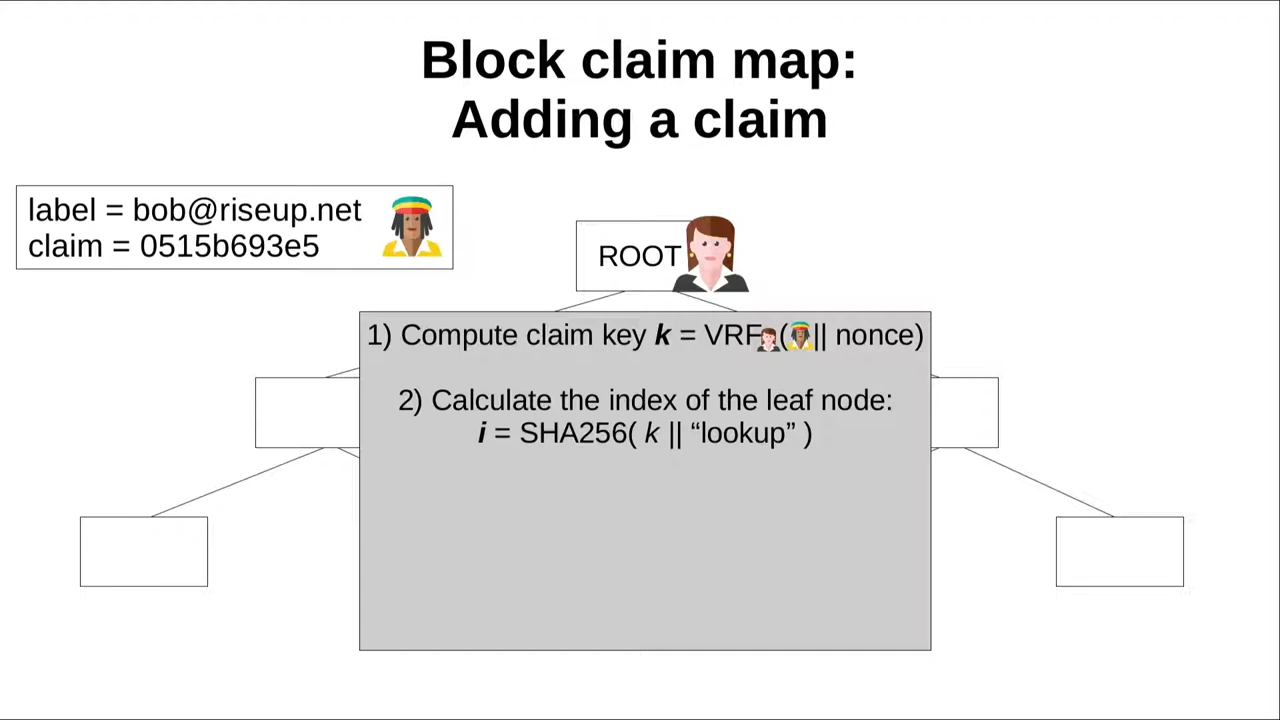 Block claim map:
Adding a claim
label = bob@riseup.net
claim = 0515b693e5
ROOT
1) Compute claim key k = VRF (|| nonce)
2) Calculate the index of the leaf node:
i = SHA256( k || “lookup” )